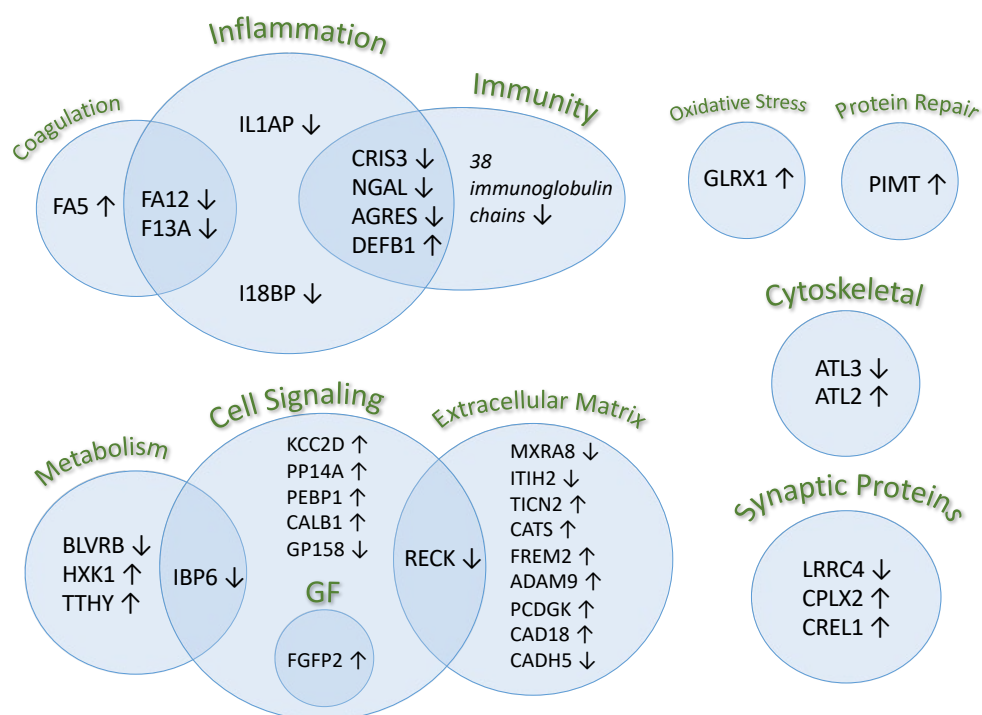 Inflammation
Coagulation
Immunity
IL1AP ↓
FA5 ↑
FA12 ↓
F13A ↓
CRIS3 ↓
NGAL ↓
AGRES ↓
DEFB1 ↑
38
immunoglobulin
chains ↓
I18BP ↓
Oxidative Stress
GLRX1 ↑
Protein Repair
PIMT ↑
Cytoskeletal
ATL3 ↓
ATL2 ↑
Metabolism
BLVRB ↓
HXK1 ↑
TTHY ↑
IBP6 ↓
Cell Signaling
KCC2D ↑
PP14A ↑
PEBP1 ↑
CALB1 ↑
GP158 ↓
GF
FGFP2 ↑
RECK ↓
Extracellular Matrix
MXRA8 ↓
ITIH2 ↓
TICN2 ↑
CATS ↑
FREM2 ↑
ADAM9 ↑
PCDGK ↑
CAD18 ↑
CADH5 ↓
Synaptic Proteins
LRRC4 ↓
CPLX2 ↑
CREL1 ↑